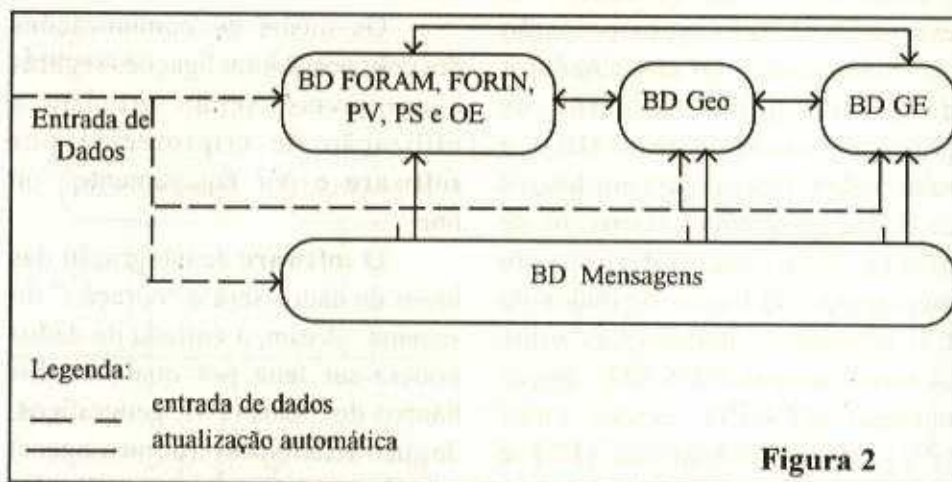 BD FORAM, FORIN,
PV, PS e OE
BD Geo
BD GE
Entrada de
Dados
BD Mensagens
Legenda:
entrada de dados
atualização automática
Figura 2